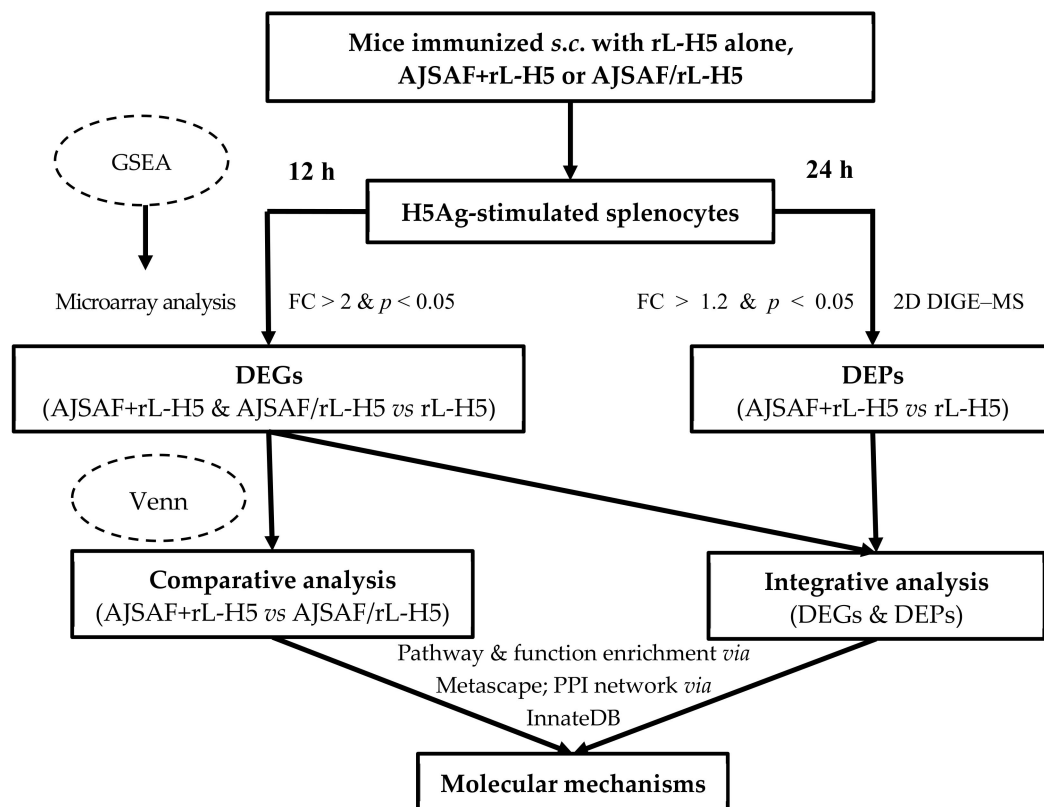 Mice immunized s.c. with rL-H5 alone,
AJSAF+rL-H5 or AJSAF/rL-H5
GSEA
12 h
24 h
H5Ag-stimulated splenocytes
Microarray analysis
FC > 2 & p < 0.05
FC > 1.2 & p < 0.05
2D DIGE–MS
DEGs
(AJSAF+rL-H5 & AJSAF/rL-H5 vs rL-H5)
DEPs
(AJSAF+rL-H5 vs rL-H5)
Venn
Comparative analysis
(AJSAF+rL-H5 vs AJSAF/rL-H5)
Integrative analysis
(DEGs & DEPs)
Pathway & function enrichment via
Metascape; PPI network via
InnateDB
Molecular mechanisms